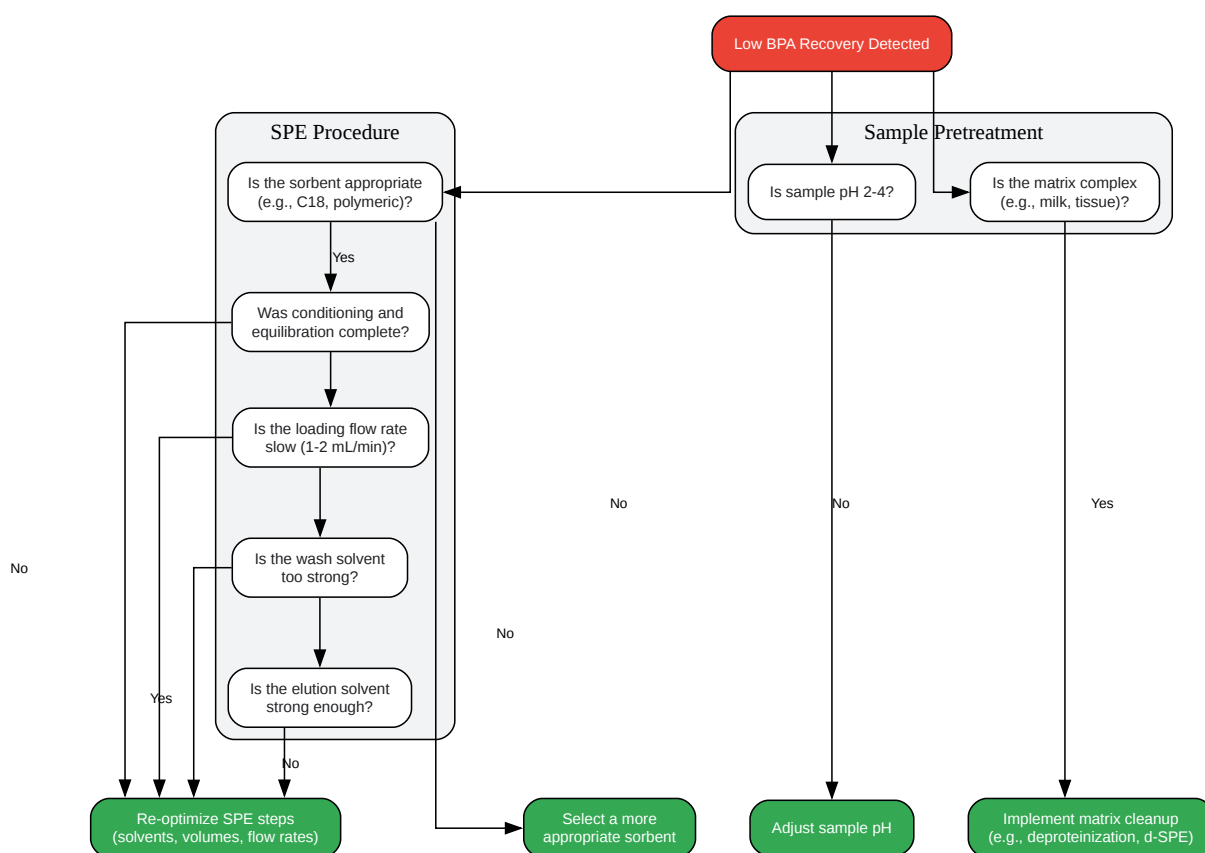 Low BPA Recovery Detected
SPE Procedure
Sample Pretreatment
Is the sorbent appropriate
(e.g., C18, polymeric)?
Is sample pH 2-4?
Is the matrix complex
(e.g., milk, tissue)?
Yes
Was conditioning and
equilibration complete?
Is the loading flow rate
slow (1-2 mL/min)?
No
No
Yes
Is the wash solvent
too strong?
No
No
Is the elution solvent
strong enough?
Yes
No
Re-optimize SPE steps
(solvents, volumes, flow rates)
Select a more
appropriate sorbent
Adjust sample pH
Implement matrix cleanup
(e.g., deproteinization, d-SPE)